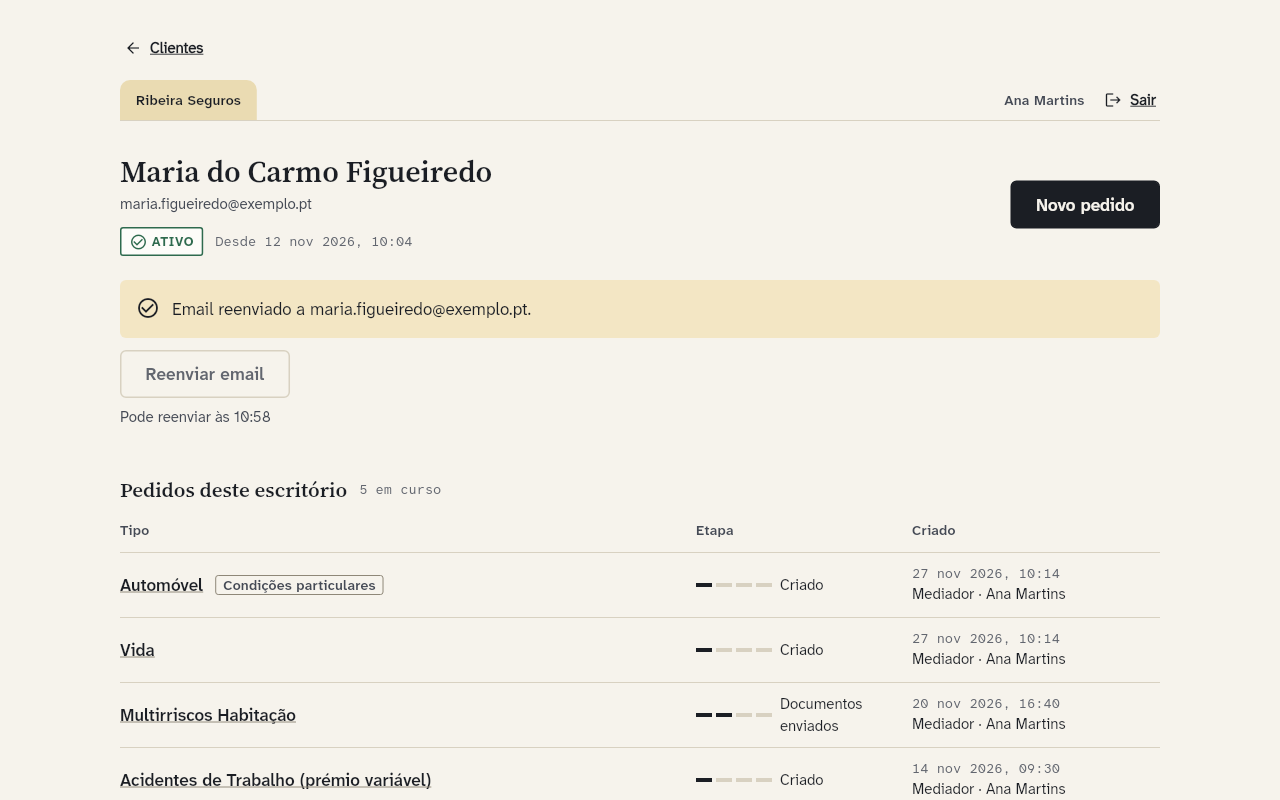 Clientes
Ribeira Seguros
Ana Martins
Sair
Maria do Carmo Figueiredo
maria.figueiredo@exemplo.pt
Novo pedido
ATIVO
Desde 12 nov 2026, 10:04
Email reenviado a maria.figueiredo@exemplo.pt.
Reenviar email
Pode reenviar às 10:58
Pedidos deste escritório
5 em curso
Tipo
Etapa
Criado
Automóvel
Condições particulares
Criado
27 nov 2026, 10:14
Mediador · Ana Martins
Vida
Criado
27 nov 2026, 10:14
Mediador · Ana Martins
Multirriscos Habitação
Documentos
enviados
20 nov 2026, 16:40
Mediador · Ana Martins
Acidentes de Trabalho (prémio variável)
Criado
14 nov 2026, 09:30
Mediador · Ana Martins